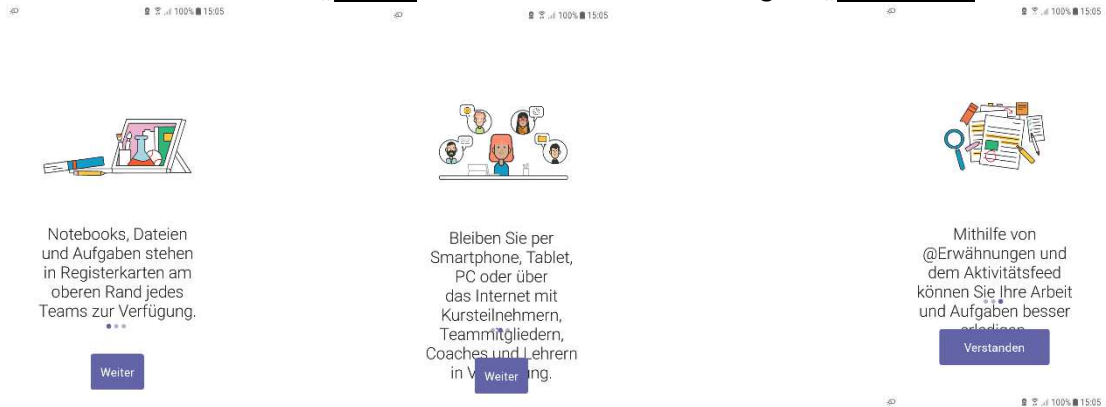 100% 15:05
Notebooks, Dateien
und Aufgaben stehen
in Registerkarten am
oberen Rand jedes
Teams zur Verfügung.
Weiter
100% 15:05
Bleiben Sie per
Smartphone, Tablet,
PC oder über
das Internet mit
Kursteilnehmern,
Teammitgliedern,
Coaches und Lehrern
in
Weiter
100% 15:05
Mithilfe von
@Erwähnungen und
dem Aktivitätsfeed
können Sie Ihre Arbeit
und Aufgaben besser
Verstanden
100% 15:05